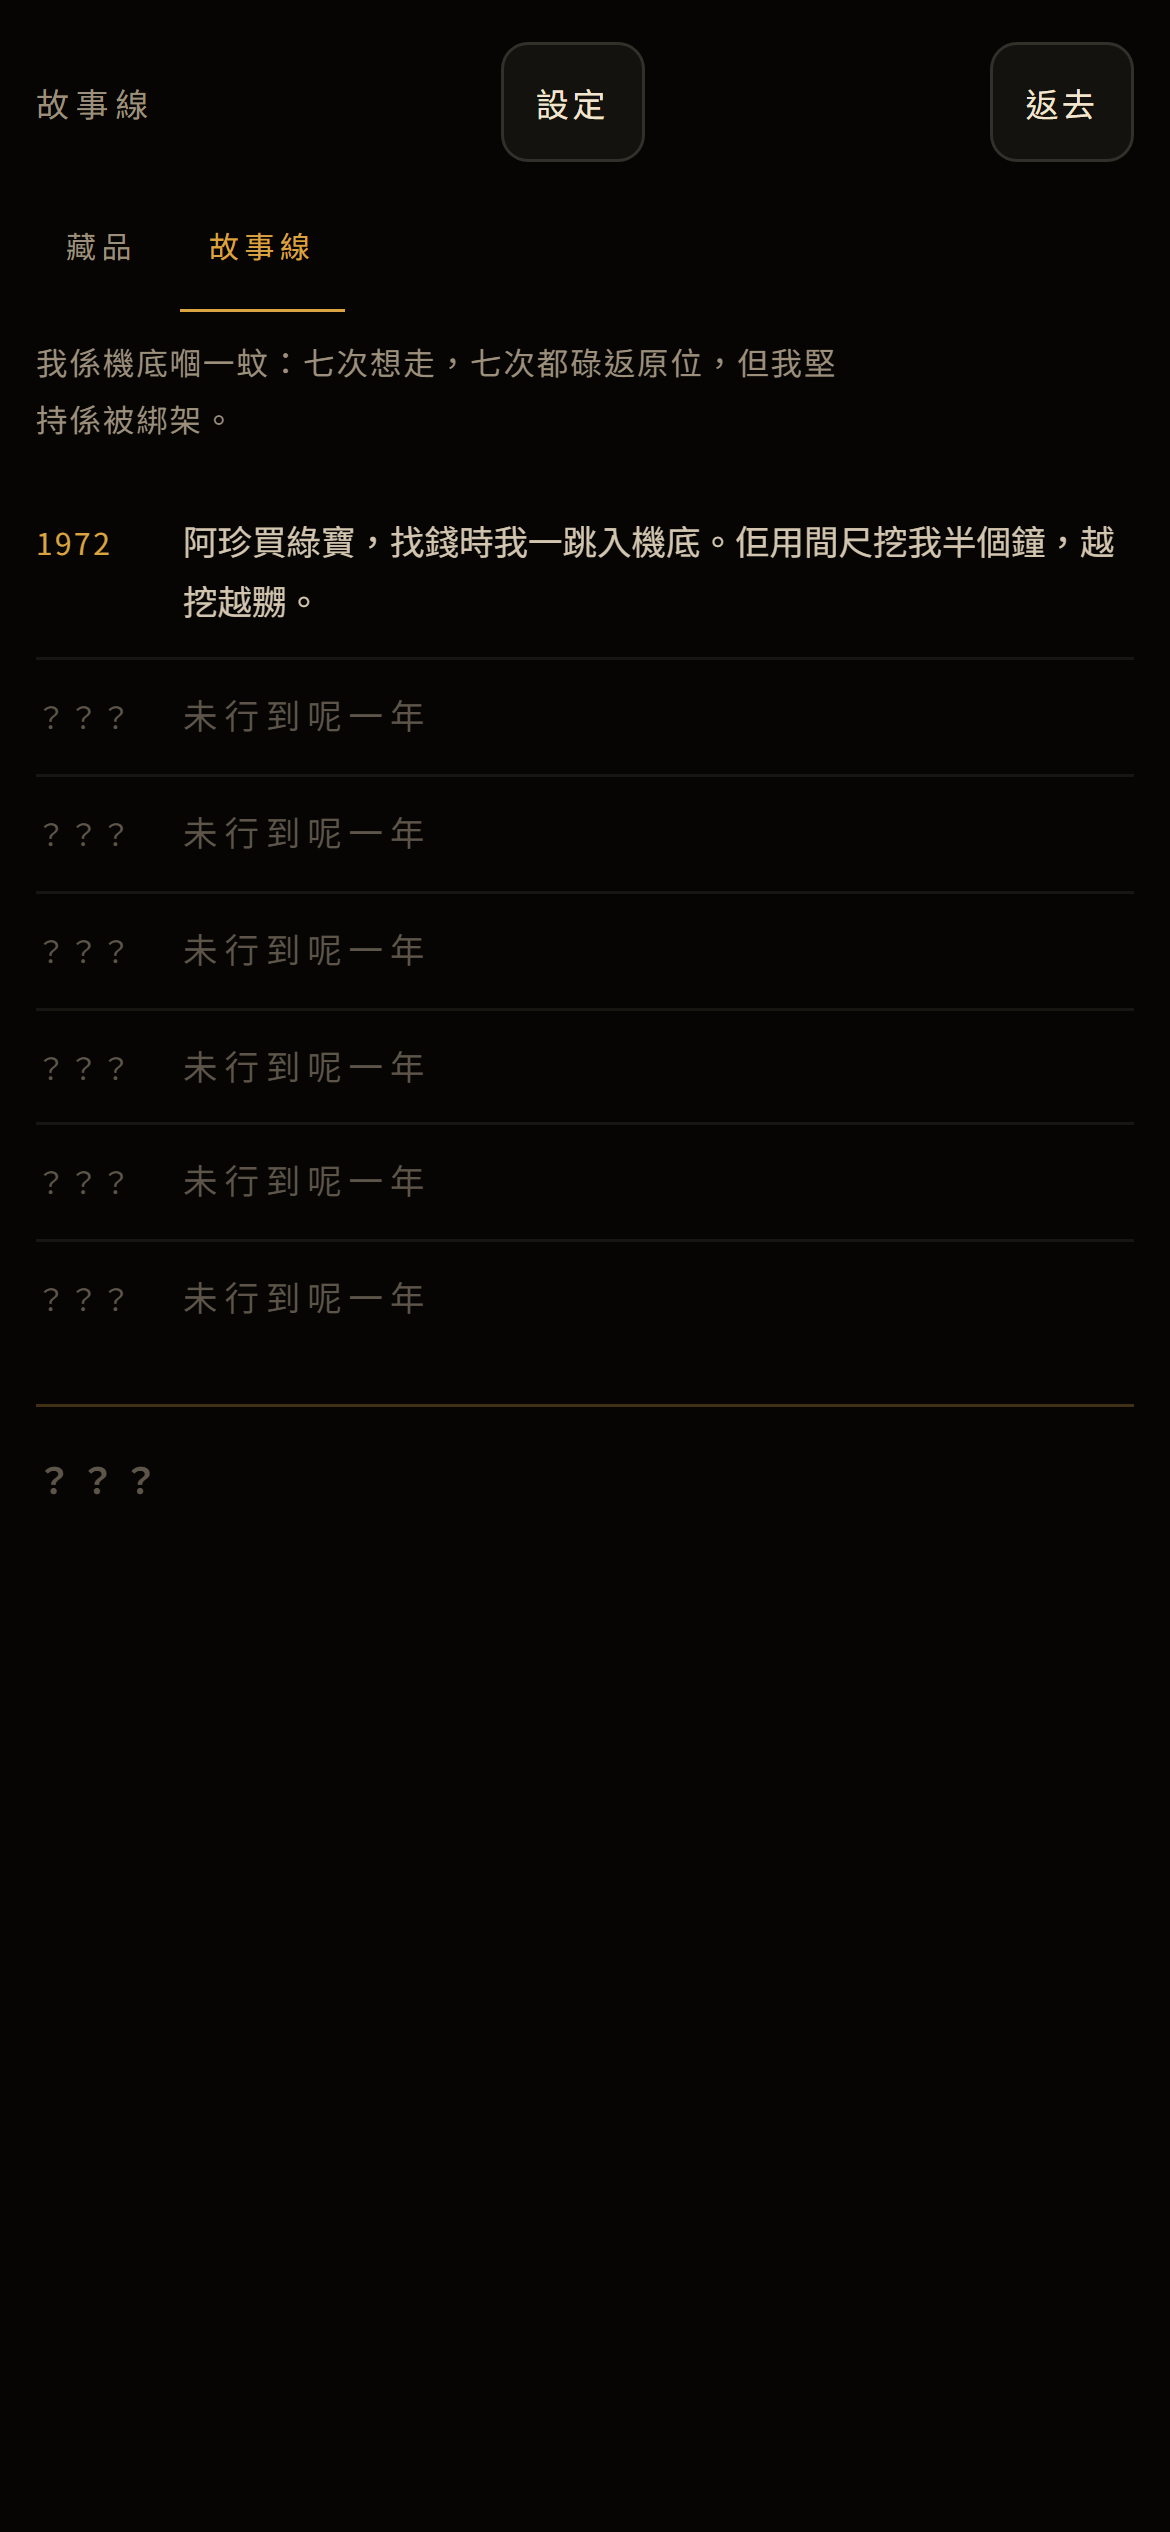 故事線
設定
返去
藏品
故事線
我係機底嗰一蚊：七次想走，七次都碌返原位，但我堅
持係被綁架。
1972
阿珍買綠寶，找錢時我一跳入機底。佢用間尺挖我半個鐘，越
挖越嬲。
？？？
未行到呢一年
？？？
未行到呢一年
？？？
未行到呢一年
？？？
未行到呢一年
？？？
未行到呢一年
？？？
未行到呢一年
？？？